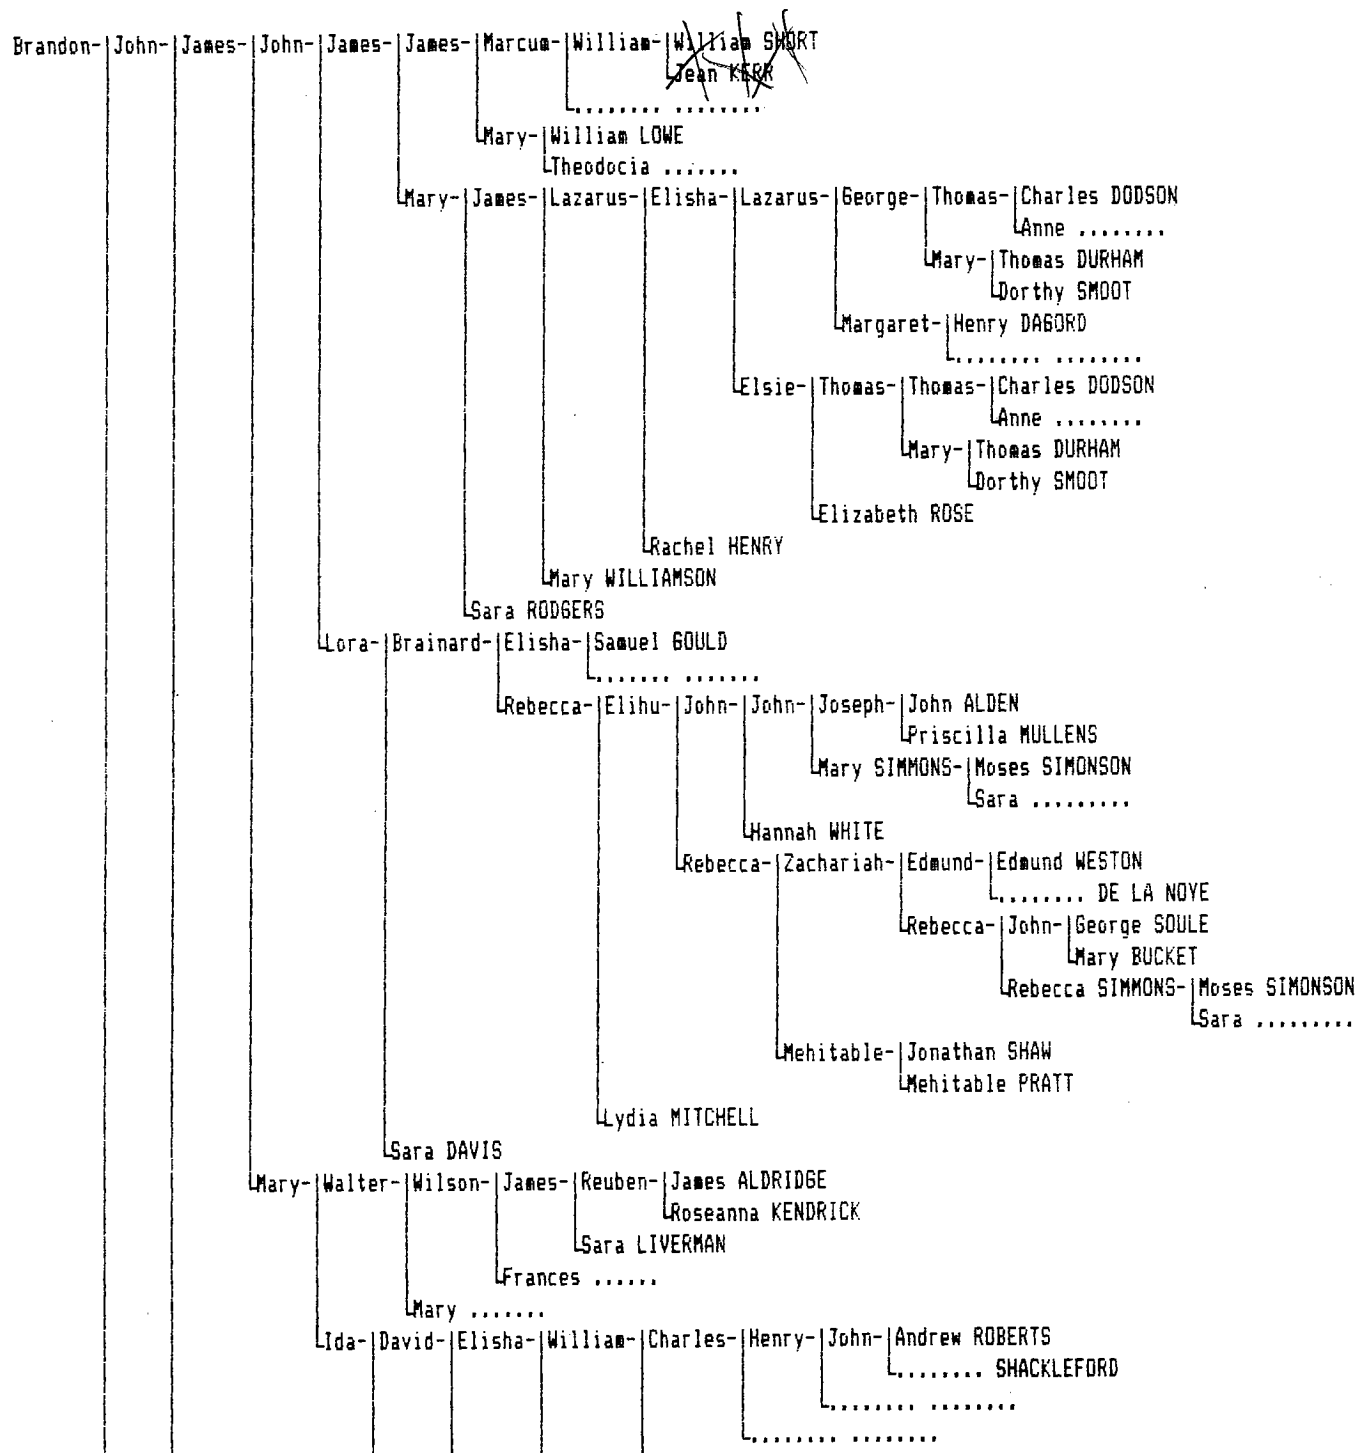 Brandon-|John-|James-|John-|James-|James-|Marcum-|William-|William SHORT
Jean KERR
........ ........
Mary-|William LOWE
Theodocia .......
Mary-|James-|Lazarus-|Elisha-|Lazarus-|George-|Thomas-|Charles DODSON
Anne ........
Mary-|Thomas DURHAM
Dorthy SMOOT
Margaret-|Henry DAGORD
........ ........
Elsie-|Thomas-|Thomas-|Charles DODSON
Anne ........
Mary-|Thomas DURHAM
Dorthy SMOOT
Elizabeth ROSE
Rachel HENRY
Mary WILLIAMSON
Sara RODGERS
Lora-|Brainard-|Elisha-|Samuel GOULD
....... .......
Rebecca-|Elihu-|John-|John-|Joseph-|John ALDEN
Priscilla MULLENS
Mary SIMMONS-|Moses SIMONSON
Sara .........
Hannah WHITE
Rebecca-|Zachariah-|Edmund-|Edmund WESTON
........ DE LA NOYE
Rebecca-|John-|George SOULE
Mary BUCKET
Rebecca SIMMONS-|Moses SIMONSON
Sara .........
Mehitable-|Jonathan SHAW
Mehitable PRATT
Lydia MITCHELL
Sara DAVIS
Mary-|Walter-|Wilson-|James-|Reuben-|James ALDRIDGE
Roseanna KENDRICK
Sara LIVERMAN
Frances ......
Mary .......
Ida-|David-|Elisha-|William-|Charles-|Henry-|John-|Andrew ROBERTS
........ SHACKLEFORD
........ ........
........ ........